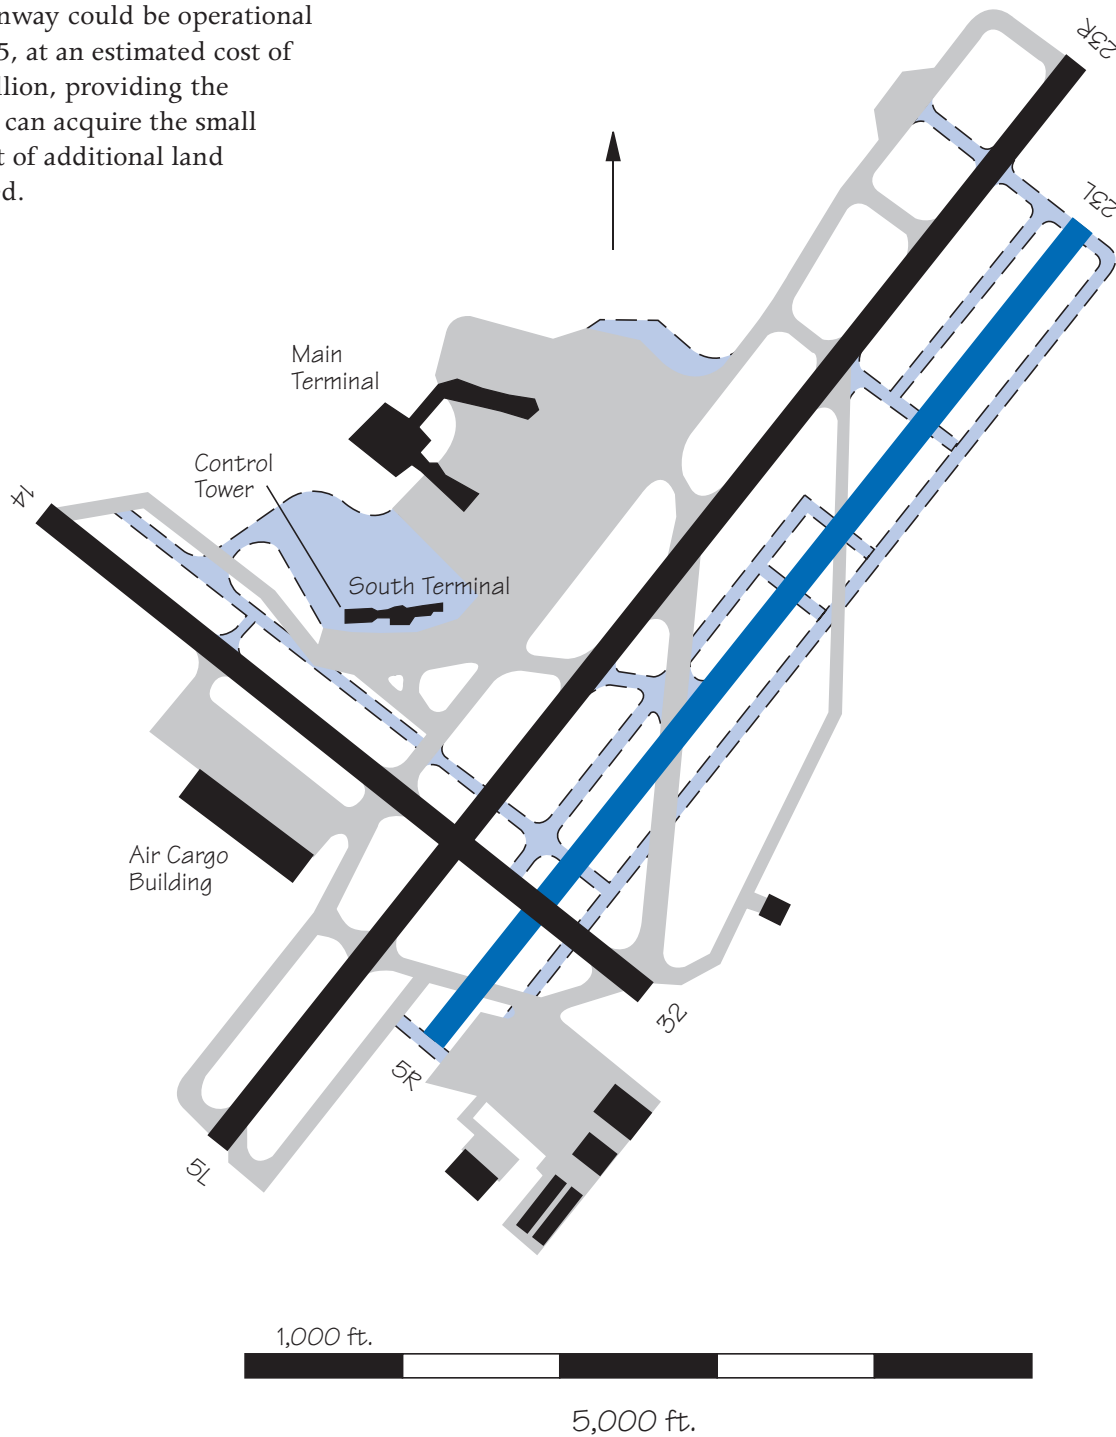 nway could be operational
5, at an estimated cost of
llion, providing the
can acquire the small
t of additional land
ed.
23R
23L
Main
Terminal
Control
Tower
14
South Terminal
Air Cargo
Building
32
5R
5L
1,000 ft.
5,000 ft.